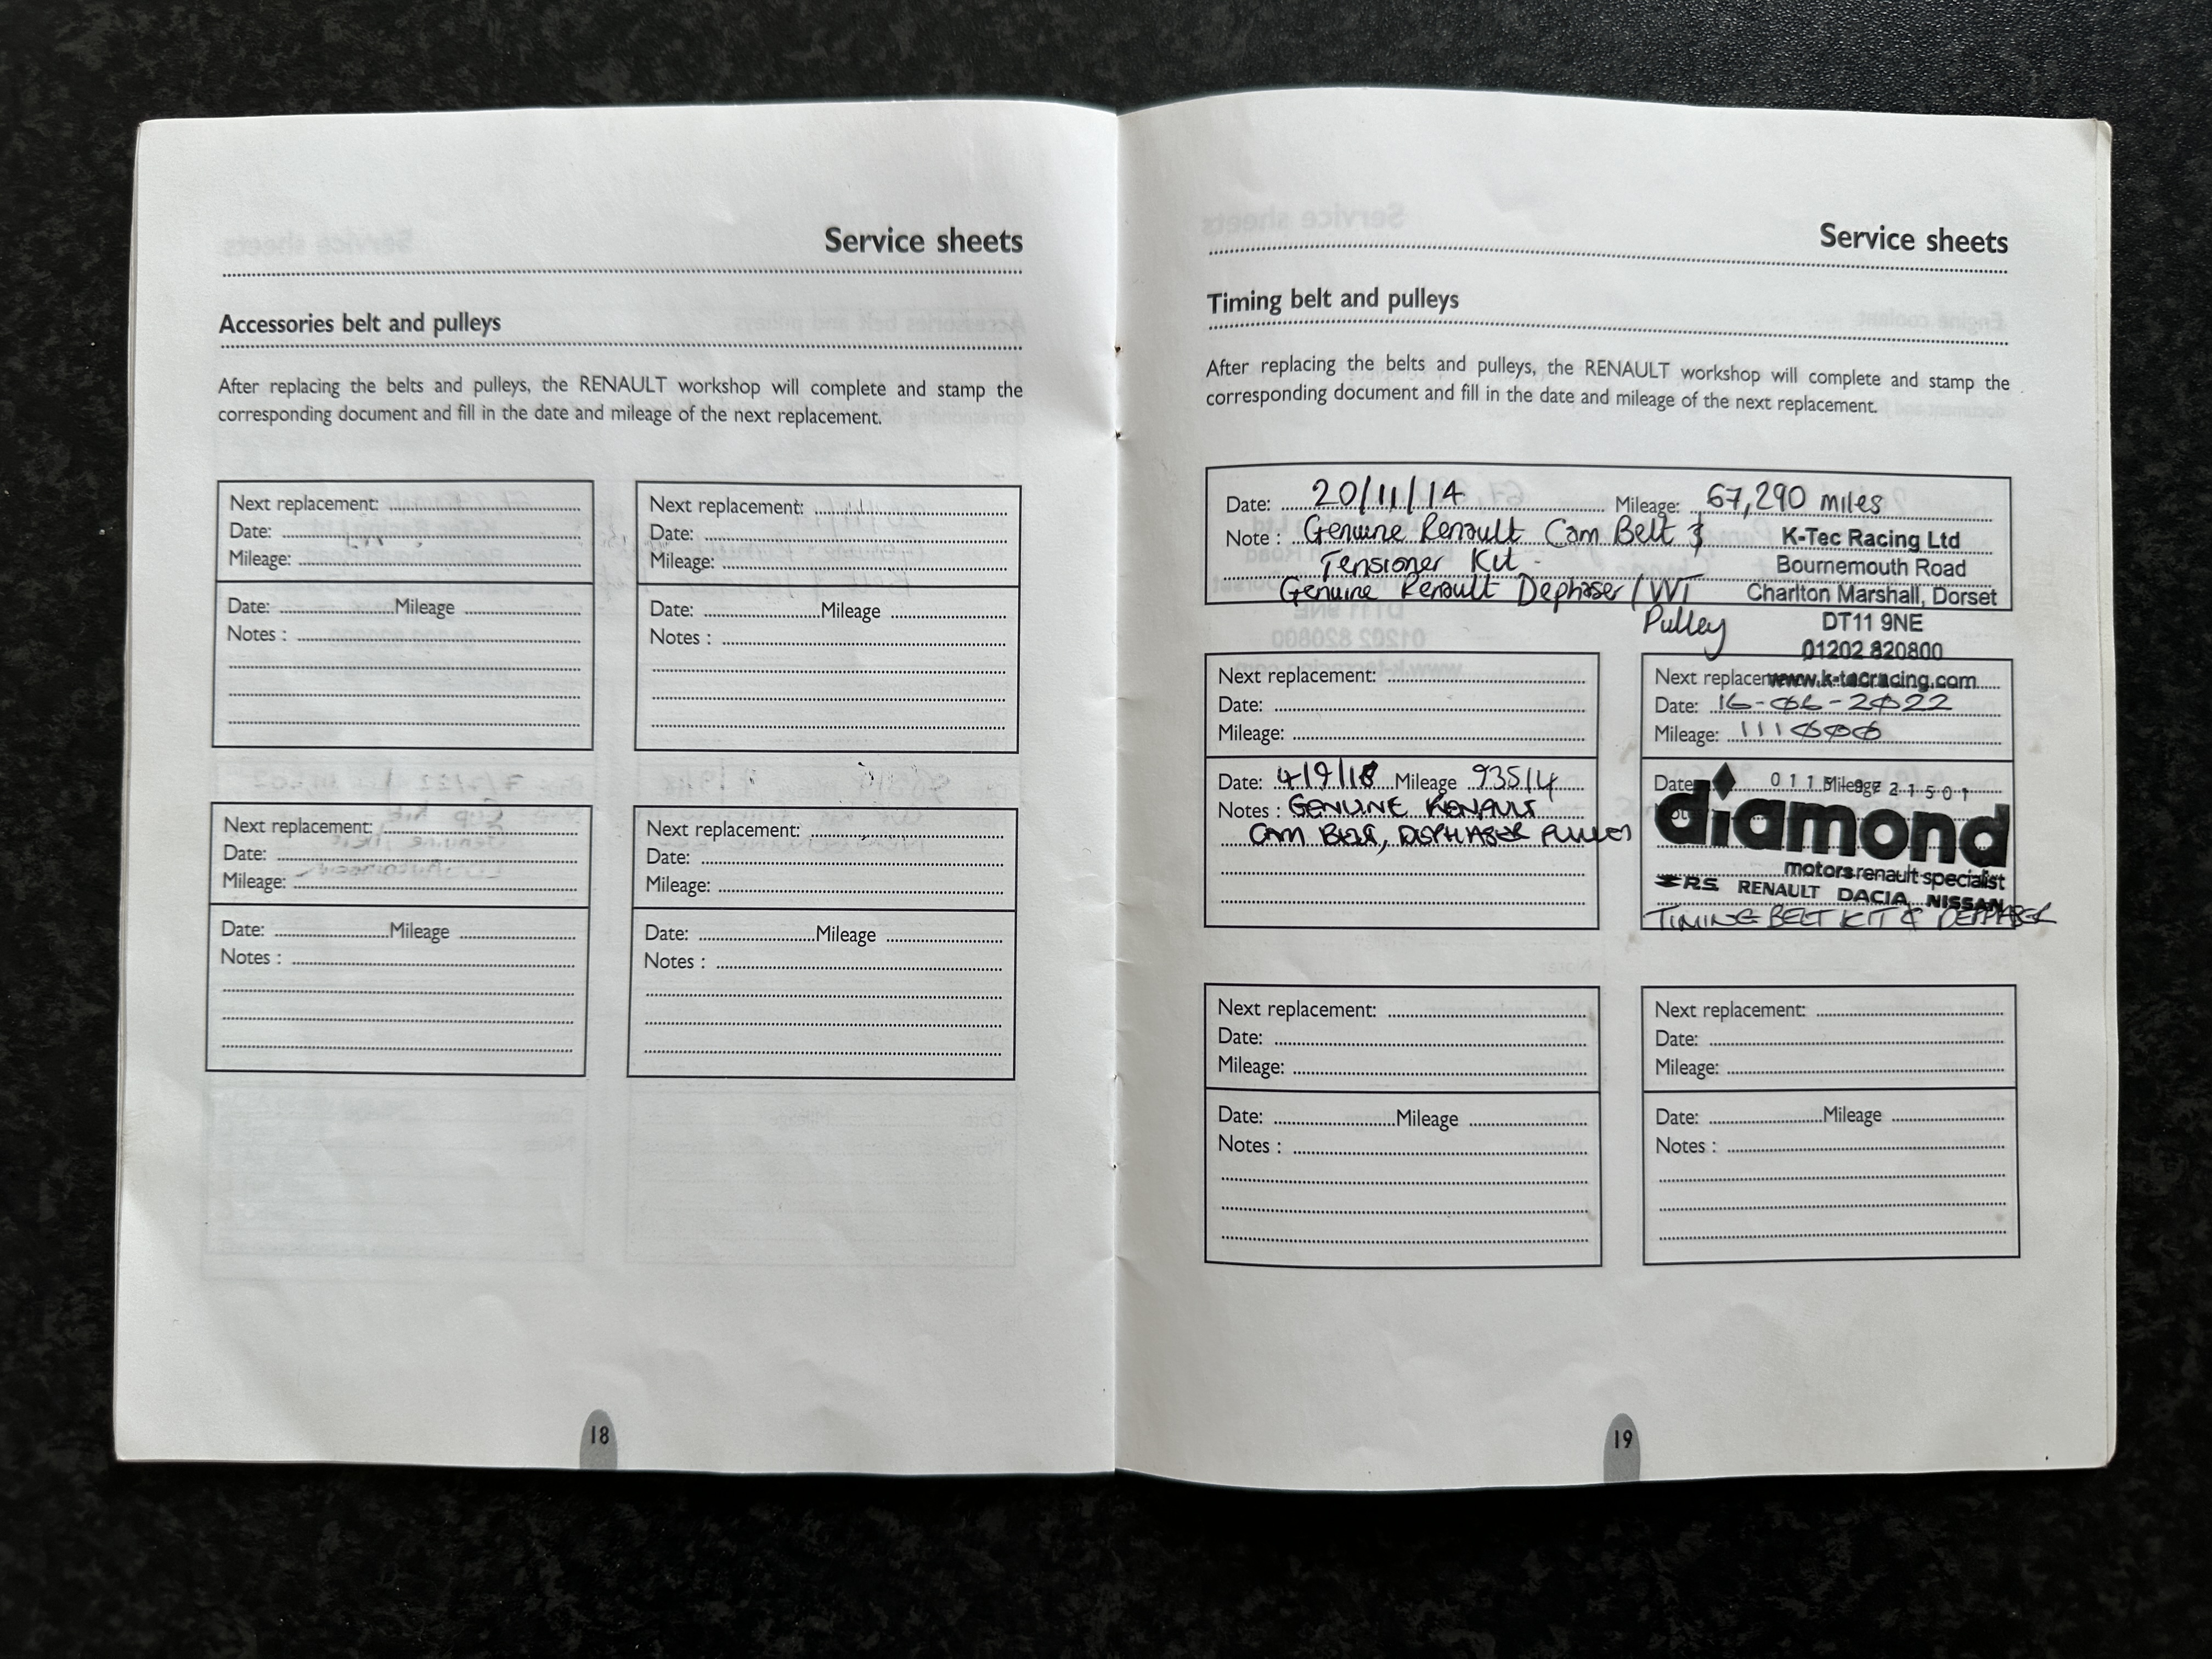 Service sheets
Accessories belt and pulleys
After replacing the belts and pulleys, the RENAULT workshop will complete and stamp the
corresponding document and fill in the date and mileage of the next replacement.
Next replacement:
Date:
Mileage:
Date: Mileage
Notes :
Next replacement:
Date:
Mileage:
Date: Mileage
Notes :
Next replacement:
Date:
Mileage:
Date: Mileage
Notes :
Next replacement:
Date:
Mileage:
Date: Mileage
Notes :
18
Service sheets
Timing belt and pulleys
After replacing the belts and pulleys, the RENAULT workshop will complete and stamp the
corresponding document and fill in the date and mileage of the next replacement.
Date: 20/11/14 Mileage: 67,290 miles
Note : Genuine Renault Cam Belt &
Tensioner Kit -
Genuine Renault Dephaser / VVT
Pulley
K-Tec Racing Ltd
Bournemouth Road
Charlton Marshall, Dorset
DT11 9NE
01202 820800
www.k-tecracing.com
Next replacement:
Date:
Mileage:
Date: 4/9/18 Mileage 93514
Notes : GENUINE RENAULT
CAM BELT, DEPHASER PULLEY
Next
Date: 16-06-2022
Mileage: 111000
Date: Mileage
diamond
motors renault specialist
RS RENAULT DACIA NISSAN
TIMING BELT KIT & DEPHASER
Next replacement:
Date:
Mileage:
Date: Mileage
Notes :
Next replacement:
Date:
Mileage:
Date: Mileage
Notes :
19